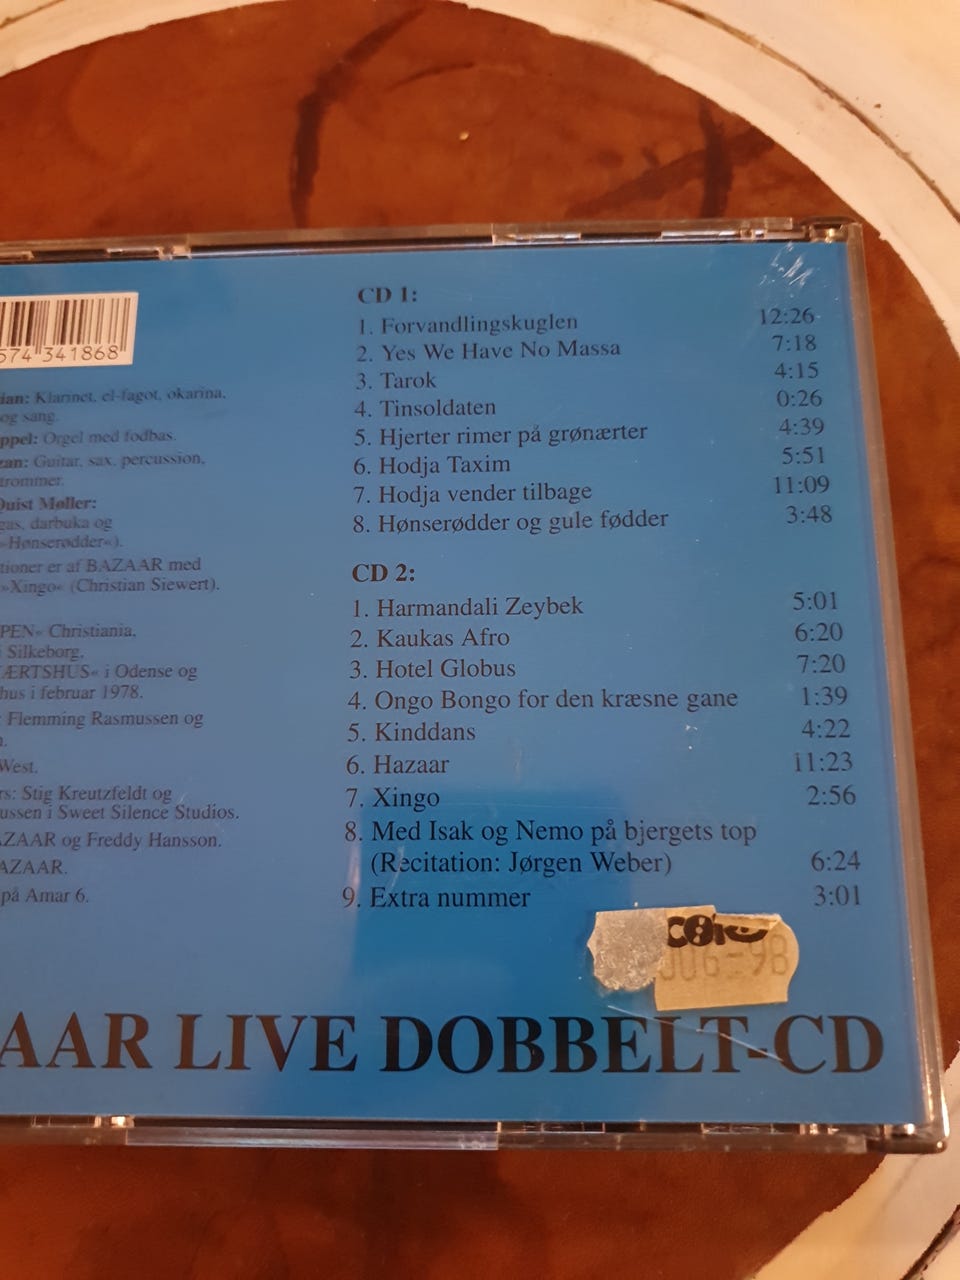 574 341868
ian: Klarinet, el-fagot, okarina,
og sang.
ppel: Orgel med fodbas.
zan: Guitar, sax, percussion,
trommer.
Quist Møller:
gas, darbuka og
»Hønserødder«).
tioner er af BAZAAR med
»Xingo« (Christian Siewert).
PEN« Christiania,
i Silkeborg,
ÆRTSHUS« i Odense og
hus i februar 1978.
: Flemming Rasmussen og
West.
rs: Stig Kreutzfeldt og
ussen i Sweet Silence Studios.
AZAAR og Freddy Hansson.
AZAAR.
på Amar 6.
CD 1:
1. Forvandlingskuglen 12:26
2. Yes We Have No Massa 7:18
3. Tarok 4:15
4. Tinsoldaten 0:26
5. Hjerter rimer på grønærter 4:39
6. Hodja Taxim 5:51
7. Hodja vender tilbage 11:09
8. Hønserødder og gule fødder 3:48
CD 2:
1. Harmandali Zeybek 5:01
2. Kaukas Afro 6:20
3. Hotel Globus 7:20
4. Ongo Bongo for den kræsne gane 1:39
5. Kinddans 4:22
6. Hazaar 11:23
7. Xingo 2:56
8. Med Isak og Nemo på bjergets top
(Recitation: Jørgen Weber) 6:24
9. Extra nummer 3:01
006-98
AAR LIVE DOBBELT-CD